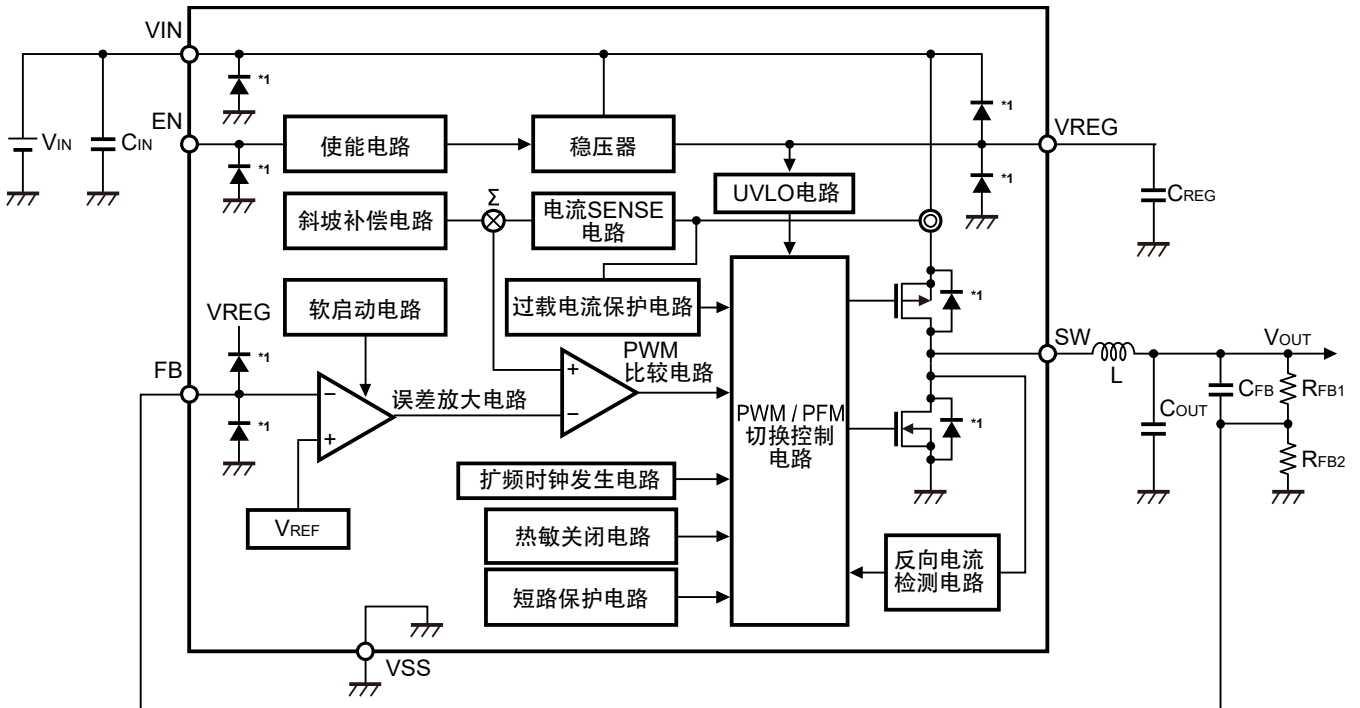 VIN
*1
*1
EN
VIN
CIN
*1
使能电路
稳压器
VREG
*1
CREG
UVLO电路
斜坡补偿电路
Σ
电流SENSE
电路
软启动电路
过载电流保护电路
*1
VREG
*1
FB
*1
误差放大电路
PWM
比较电路
PWM / PFM
切换控制
电路
SW
L
VOUT
COUT
CFB
RFB1
RFB2
*1
−
+
+
−
VREF
扩频时钟发生电路
热敏关闭电路
短路保护电路
反向电流
检测电路
VSS